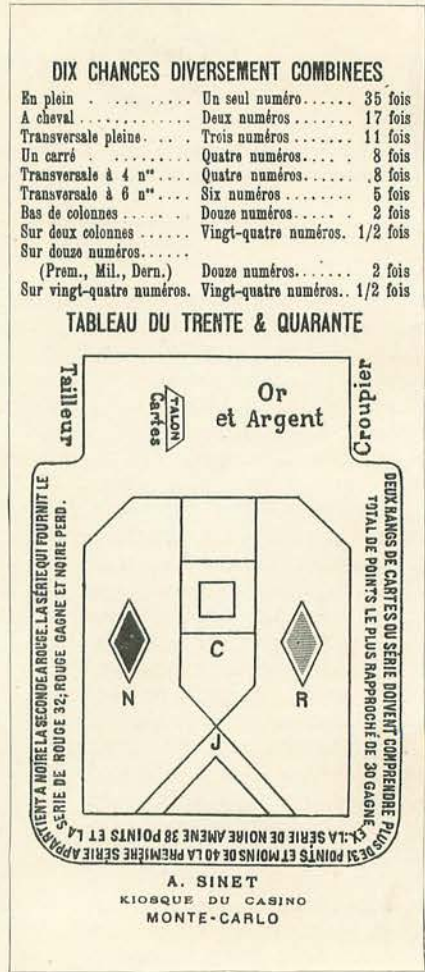 DIX CHANCES DIVERSEMENT COMBINEES
En plein . . . . . . . . . . . Un seul numéro...... 35 fois
A cheval ............ Deux numéros ....... 17 fois
Transversale pleine. . . . Trois numéros ....... 11 fois
Un carré . . . . . . . . . . . Quatre numéros..... . 8 fois
Transversale à 4 nᵒˢ .... Quatre numéros...... 8 fois
Transversale à 6 nᵒˢ .... Six numéros ......... 5 fois
Bas de colonnes ........ Douze numéros....... 2 fois
Sur deux colonnes ...... Vingt-quatre numéros. 1/2 fois
Sur douze numéros......
(Prem., Mil., Dern.) Douze numéros....... 2 fois
Sur vingt-quatre numéros. Vingt-quatre numéros.. 1/2 fois
TABLEAU DU TRENTE & QUARANTE
Tailleur
TALON
Cartes
Or
et Argent
Croupier
DEUX RANGS DE CARTES OU SÉRIE DOIVENT COMPRENDRE PLUS DE 31 POINTS ET MOINS DE 40 LA PREMIÈRE SÉRIE APPARTIENT A NOIRE LA SECONDE A ROUGE. LA SÉRIE QUI FOURNIT LE
TOTAL DE POINTS LE PLUS RAPPROCHÉ DE 30 GAGNE EX: LA SERIE DE NOIRE AMÈNE 38 POINTS ET LA SERIE DE ROUGE 32; ROUGE GAGNE ET NOIRE PERD.
C
N
R
J
A. SINET
KIOSQUE DU CASINO
MONTE-CARLO